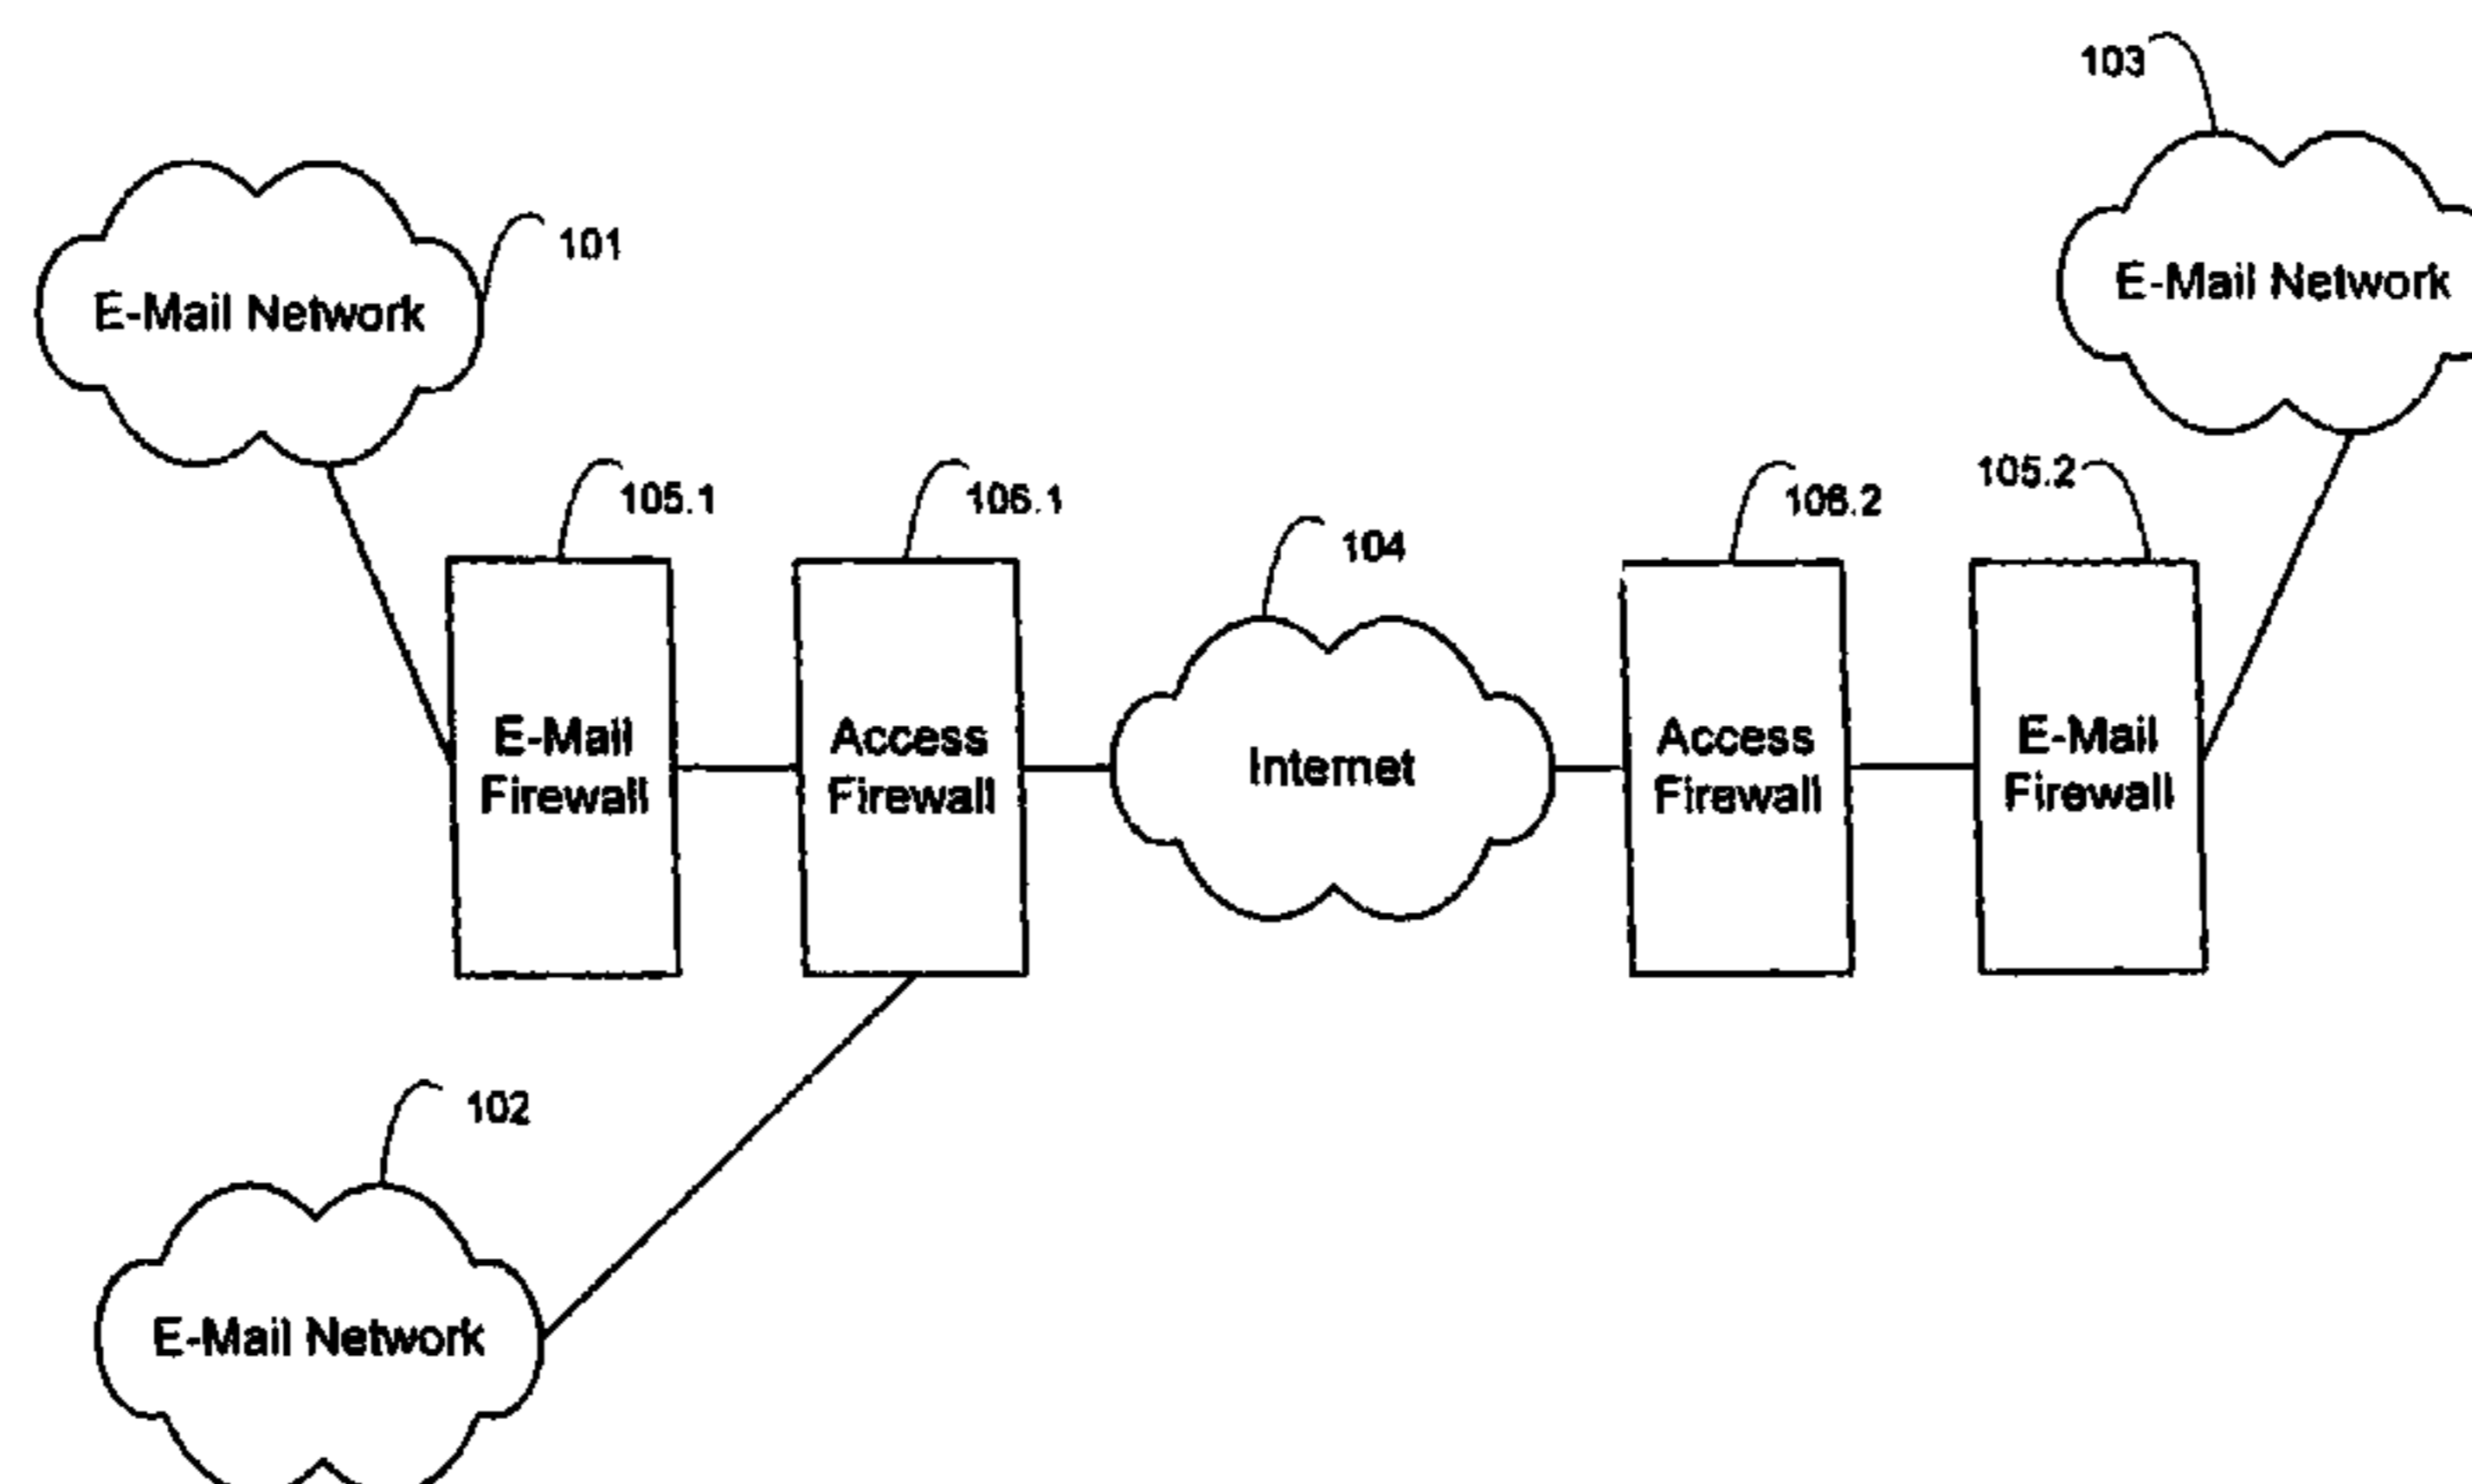 103
101
E-Mail Network
E-Mail Network
105.1
106.1
106.2
105.2
104
E-Mail
Firewall
Access
Firewall
Internet
Access
Firewall
E-Mail
Firewall
102
E-Mail Network